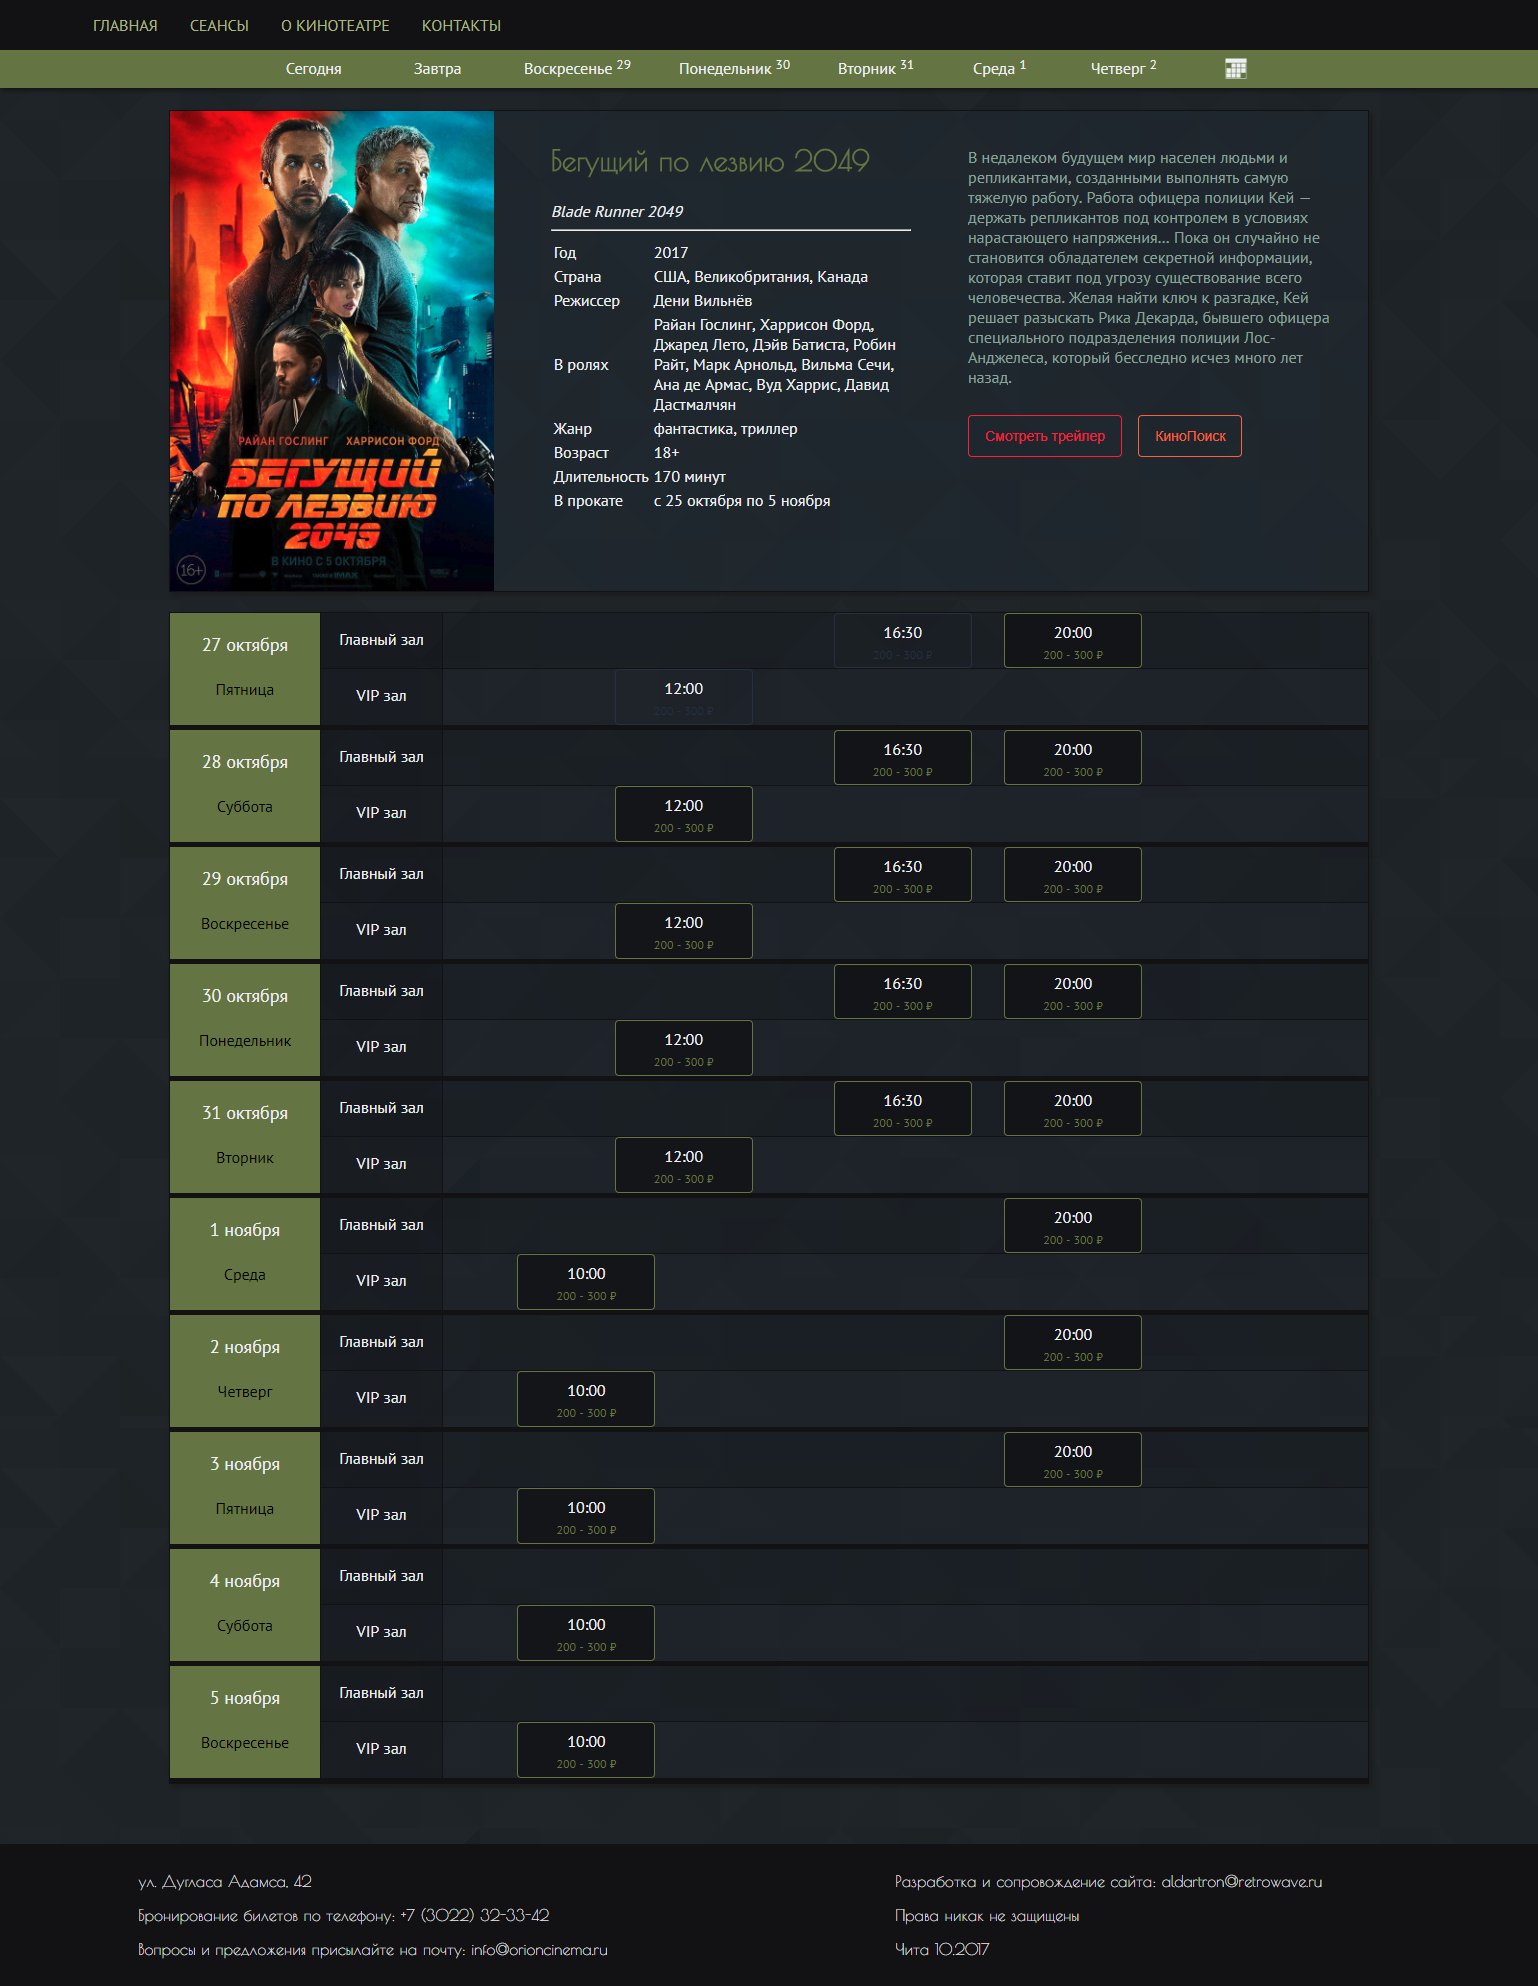 ГЛАВНАЯ СЕАНСЫ О КИНОТЕАТРЕ КОНТАКТЫ
Сегодня Завтра Воскресенье 29 Понедельник 30 Вторник 31 Среда 1 Четверг 2
РАЙАН ГОСЛИНГ ХАРРИСОН ФОРД
БЕГУЩИЙ
ПО ЛЕЗВИЮ
2049
В КИНО С 5 ОКТЯБРЯ
16+
IMAX
Бегущий по лезвию 2049
Blade Runner 2049
Год 2017
Страна США, Великобритания, Канада
Режиссер Дени Вильнёв
В ролях Райан Гослинг, Харрисон Форд,
Джаред Лето, Дэйв Батиста, Робин
Райт, Марк Арнольд, Вильма Сечи,
Ана де Армас, Вуд Харрис, Давид
Дастмалчян
Жанр фантастика, триллер
Возраст 18+
Длительность 170 минут
В прокате с 25 октября по 5 ноября
В недалеком будущем мир населен людьми и
репликантами, созданными выполнять самую
тяжелую работу. Работа офицера полиции Кей —
держать репликантов под контролем в условиях
нарастающего напряжения... Пока он случайно не
становится обладателем секретной информации,
которая ставит под угрозу существование всего
человечества. Желая найти ключ к разгадке, Кей
решает разыскать Рика Декарда, бывшего офицера
специального подразделения полиции Лос-
Анджелеса, который бесследно исчез много лет
назад.
Смотреть трейлер КиноПоиск
27 октября
Пятница
Главный зал 16:30 20:00
200 - 300 ₽ 200 - 300 ₽
VIP зал 12:00
200 - 300 ₽
28 октября
Суббота
Главный зал 16:30 20:00
200 - 300 ₽ 200 - 300 ₽
VIP зал 12:00
200 - 300 ₽
29 октября
Воскресенье
Главный зал 16:30 20:00
200 - 300 ₽ 200 - 300 ₽
VIP зал 12:00
200 - 300 ₽
30 октября
Понедельник
Главный зал 16:30 20:00
200 - 300 ₽ 200 - 300 ₽
VIP зал 12:00
200 - 300 ₽
31 октября
Вторник
Главный зал 16:30 20:00
200 - 300 ₽ 200 - 300 ₽
VIP зал 12:00
200 - 300 ₽
1 ноября
Среда
Главный зал 20:00
200 - 300 ₽
VIP зал 10:00
200 - 300 ₽
2 ноября
Четверг
Главный зал 20:00
200 - 300 ₽
VIP зал 10:00
200 - 300 ₽
3 ноября
Пятница
Главный зал 20:00
200 - 300 ₽
VIP зал 10:00
200 - 300 ₽
4 ноября
Суббота
Главный зал
VIP зал 10:00
200 - 300 ₽
5 ноября
Воскресенье
Главный зал
VIP зал 10:00
200 - 300 ₽
ул. Дугласа Адамса, 42
Бронирование билетов по телефону: +7 (3022) 32-33-42
Вопросы и предложения присылайте на почту: info@orioncinema.ru
Разработка и сопровождение сайта: aldartron@retrowave.ru
Права никак не защищены
Чита 10.2017